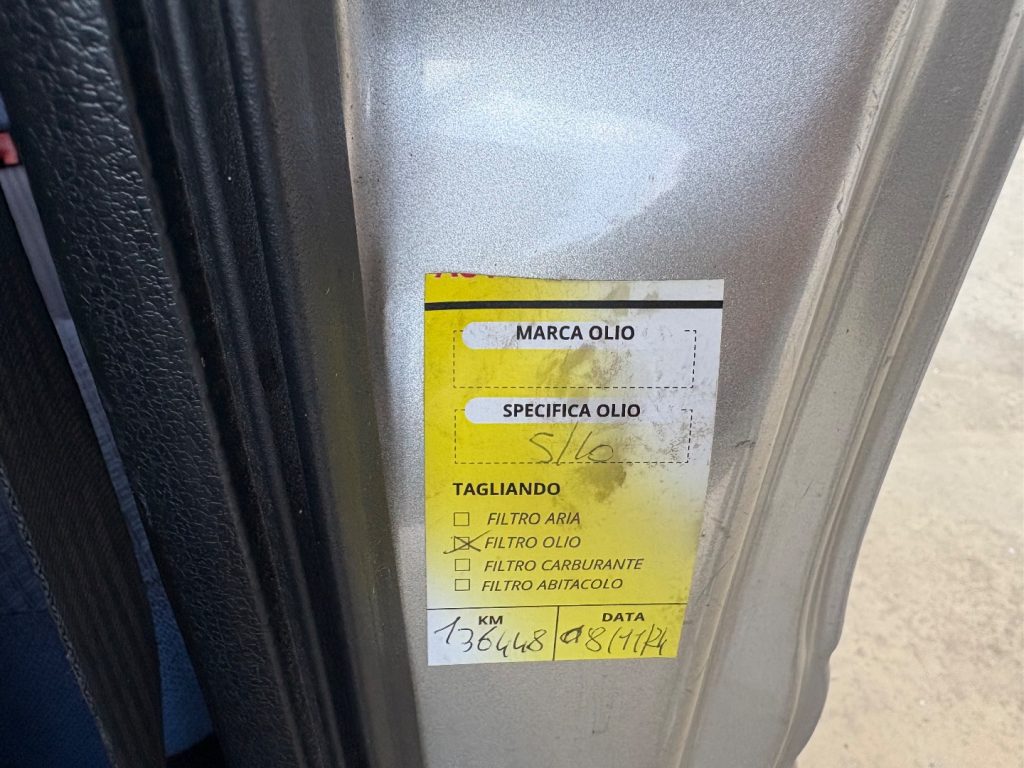 MARCA OLIO
SPECIFICA OLIO
5/40
TAGLIANDO
FILTRO ARIA
FILTRO OLIO
FILTRO CARBURANTE
FILTRO ABITACOLO
KM DATA
136448 08/11/24